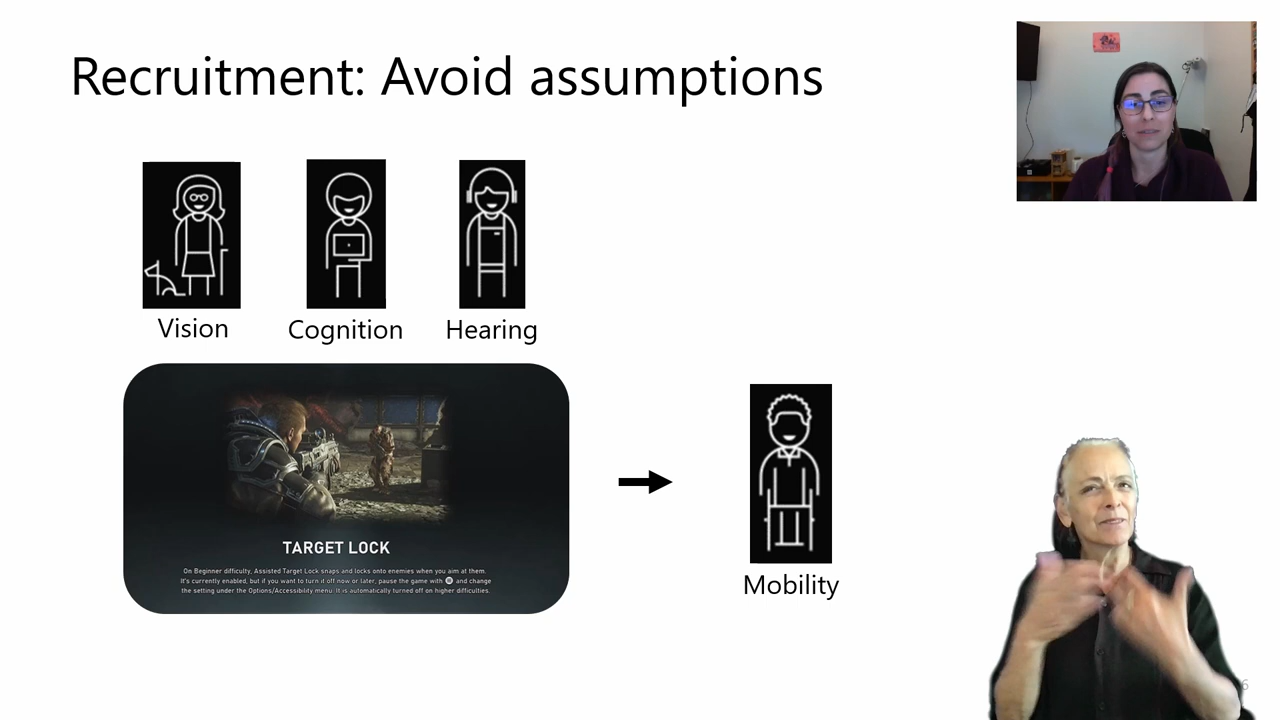 Recruitment: Avoid assumptions
Vision
Cognition
Hearing
TARGET LOCK
On Beginner difficulty, Assisted Target Lock snaps and locks onto enemies when you aim at them.
It's currently enabled, but if you want to turn it off now or later, pause the game with and change
the setting under the Options/Accessibility menu. It is automatically turned off on higher difficulties.
Mobility
6